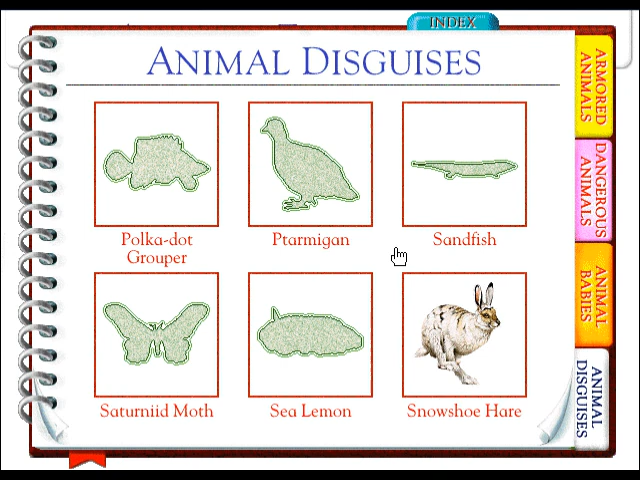 INDEX
ANIMAL DISGUISES
Polka-dot
Grouper
Ptarmigan
Sandfish
Saturniid Moth
Sea Lemon
Snowshoe Hare
ARMORED
ANIMALS
DANGEROUS
ANIMALS
ANIMAL
BABIES
ANIMAL
DISGUISES